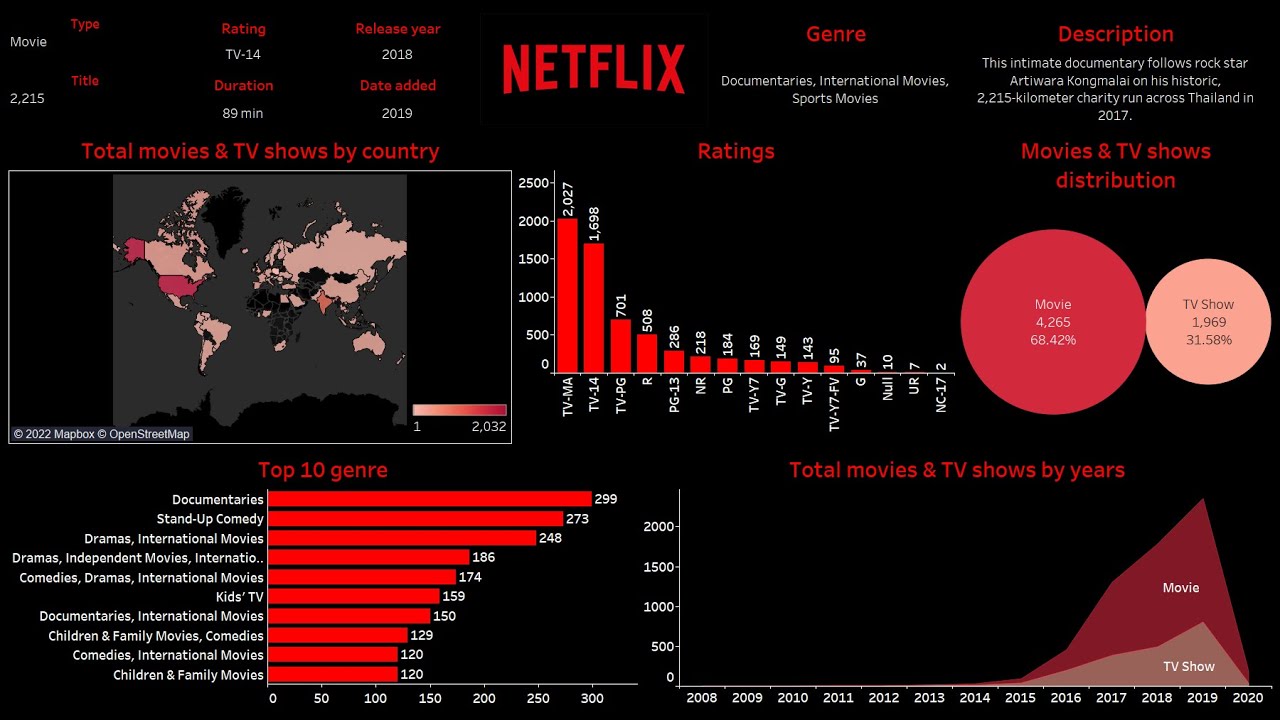 Type
Movie
Title
2,215
Rating
TV-14
Duration
89 min
Release year
2018
Date added
2019
NETFLIX
Genre
Documentaries, International Movies,
Sports Movies
Description
This intimate documentary follows rock star
Artiwara Kongmalai on his historic,
2,215-kilometer charity run across Thailand in
2017.
Total movies & TV shows by country
© 2022 Mapbox © OpenStreetMap
1
2,032
Ratings
2500
2000
1500
1000
500
0
2,027
1,698
701
508
286
218
184
169
149
143
95
37
10
7
2
TV-MA
TV-14
TV-PG
R
PG-13
NR
PG
TV-Y7
TV-G
TV-Y
TV-Y7-FV
G
Null
UR
NC-17
Movies & TV shows
distribution
Movie
4,265
68.42%
TV Show
1,969
31.58%
Top 10 genre
Documentaries 299
Stand-Up Comedy 273
Dramas, International Movies 248
Dramas, Independent Movies, Internatio.. 186
Comedies, Dramas, International Movies 174
Kids' TV 159
Documentaries, International Movies 150
Children & Family Movies, Comedies 129
Comedies, International Movies 120
Children & Family Movies 120
0 50 100 150 200 250 300
Total movies & TV shows by years
2000
1500
1000
500
0
Movie
TV Show
2008 2009 2010 2011 2012 2013 2014 2015 2016 2017 2018 2019 2020